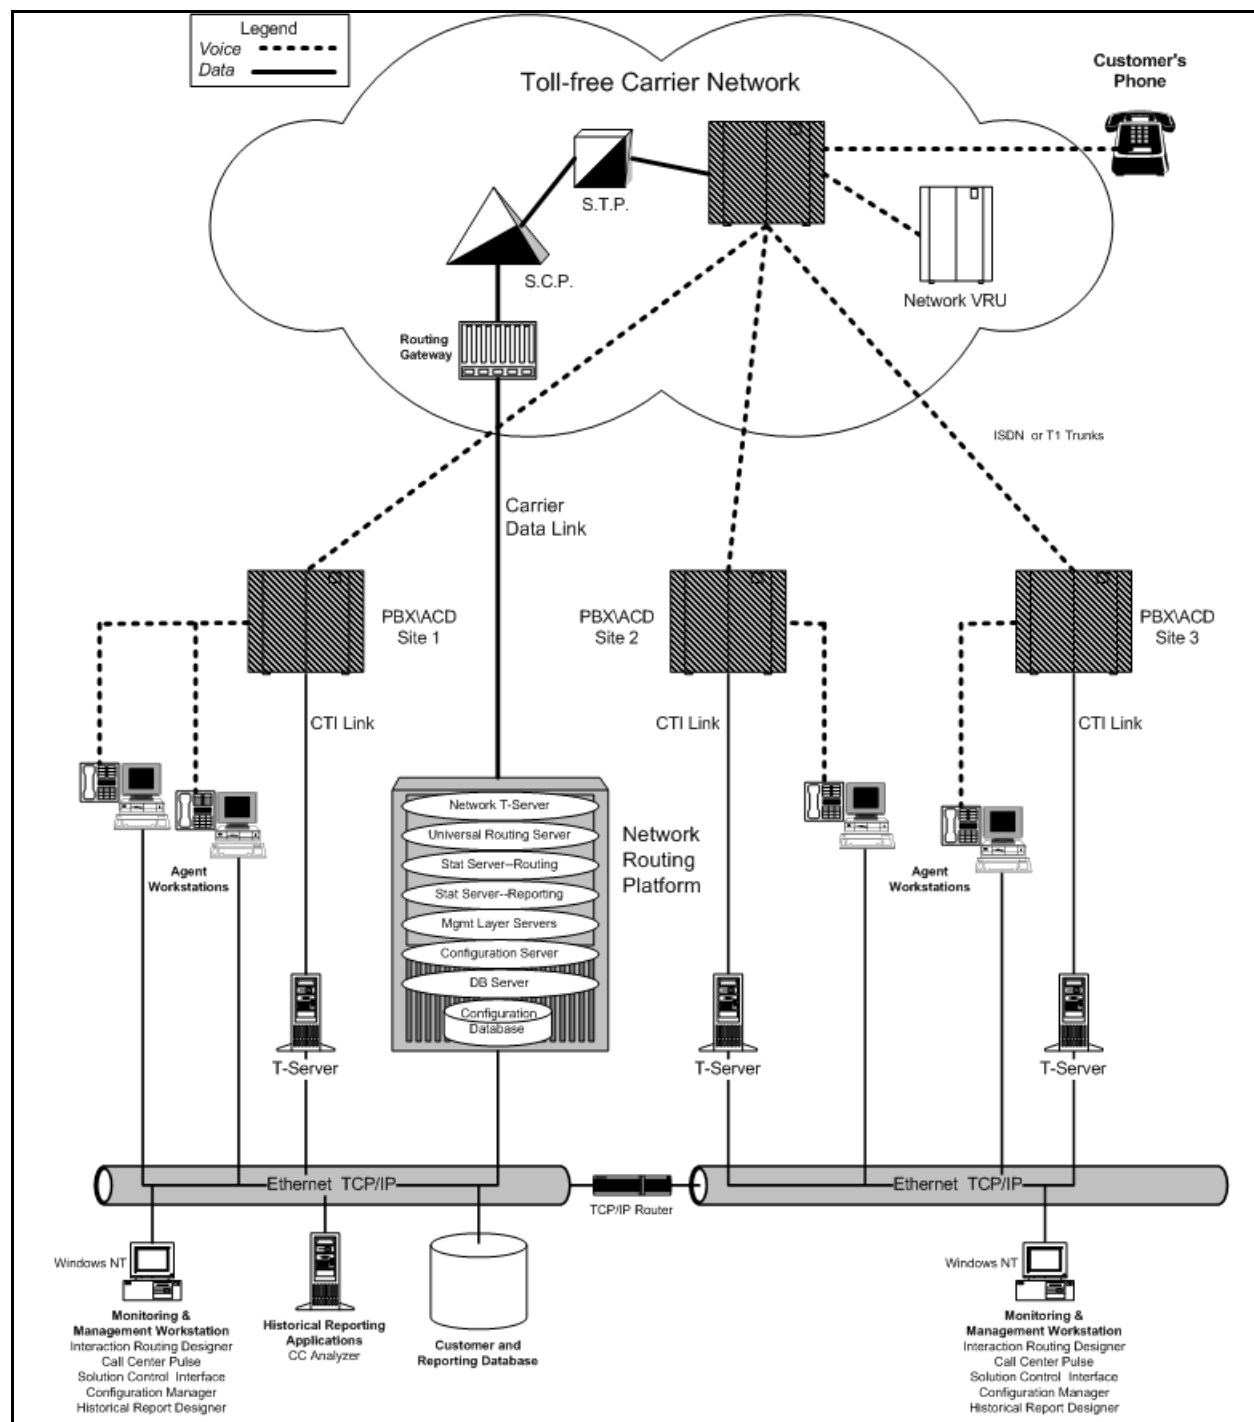 Legend
Voice
Data
Toll-free Carrier Network
Customer's
Phone
S.T.P.
S.C.P.
Network VRU
Routing
Gateway
ISDN or T1 Trunks
Carrier
Data Link
PBX\ACD
Site 1
PBX\ACD
Site 2
PBX\ACD
Site 3
CTI Link
CTI Link
CTI Link
Network T-Server
Universal Routing Server
Stat Server--Routing
Stat Server--Reporting
Mgmt Layer Servers
Configuration Server
DB Server
Configuration
Database
Network
Routing
Platform
Agent
Workstations
Agent
Workstations
T-Server
T-Server
T-Server
Ethernet TCP/IP
TCP/IP Router
Ethernet TCP/IP
Windows NT
Monitoring &
Management Workstation
Interaction Routing Designer
Call Center Pulse
Solution Control Interface
Configuration Manager
Historical Report Designer
Historical Reporting
Applications
CC Analyzer
Customer and
Reporting Database
Windows NT
Monitoring &
Management Workstation
Interaction Routing Designer
Call Center Pulse
Solution Control Interface
Configuration Manager
Historical Report Designer